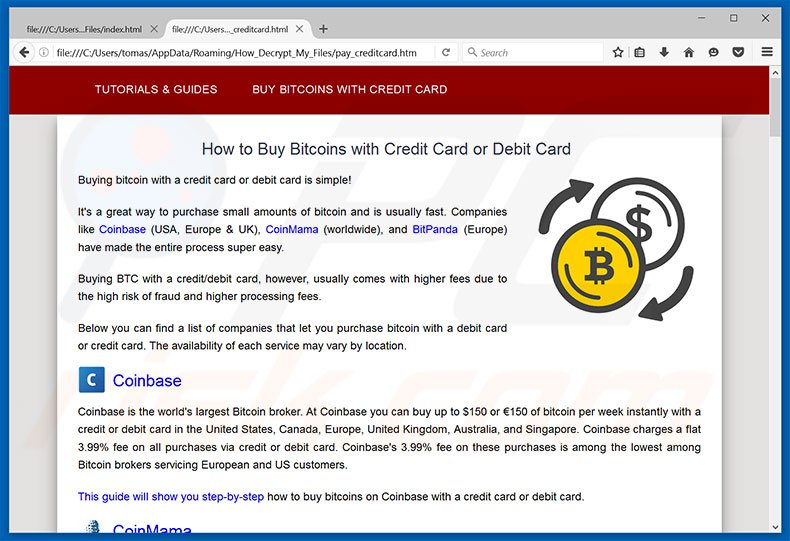 file:///C:/Users...Files/index.html
file:///C:/Users..._creditcard.html
file:///C:/Users/tomas/AppData/Roaming/How_Decrypt_My_Files/pay_creditcard.htm
Search
TUTORIALS & GUIDES
BUY BITCOINS WITH CREDIT CARD
How to Buy Bitcoins with Credit Card or Debit Card
Buying bitcoin with a credit card or debit card is simple!
It's a great way to purchase small amounts of bitcoin and is usually fast. Companies
like Coinbase (USA, Europe & UK), CoinMama (worldwide), and BitPanda (Europe)
have made the entire process super easy.
Buying BTC with a credit/debit card, however, usually comes with higher fees due to
the high risk of fraud and higher processing fees.
Below you can find a list of companies that let you purchase bitcoin with a debit card
or credit card. The availability of each service may vary by location.
C Coinbase
Coinbase is the world's largest Bitcoin broker. At Coinbase you can buy up to $150 or €150 of bitcoin per week instantly with a
credit or debit card in the United States, Canada, Europe, United Kingdom, Australia, and Singapore. Coinbase charges a flat
3.99% fee on all purchases via credit or debit card. Coinbase's 3.99% fee on these purchases is among the lowest among
Bitcoin brokers servicing European and US customers.
This guide will show you step-by-step how to buy bitcoins on Coinbase with a credit card or debit card.
CoinMama
PC
risk.com